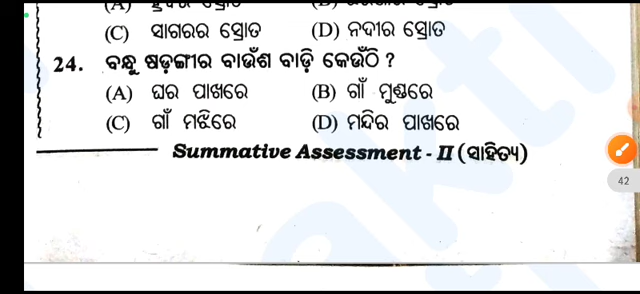 (C) ସାଗରର ସ୍ରୋତ (D) ନଦୀର ସ୍ରୋତ
24. ବନ୍ଧୁ ଷଡ଼ଙ୍ଗୀର ବାଉଁଶ ବାଡ଼ି କେଉଁଠି ?
(A) ଘର ପାଖରେ (B) ଗାଁ ମୁଣ୍ଡରେ
(C) ଗାଁ ମଝିରେ (D) ମନ୍ଦିର ପାଖରେ
Summative Assessment - II (ସାହିତ୍ୟ)
42